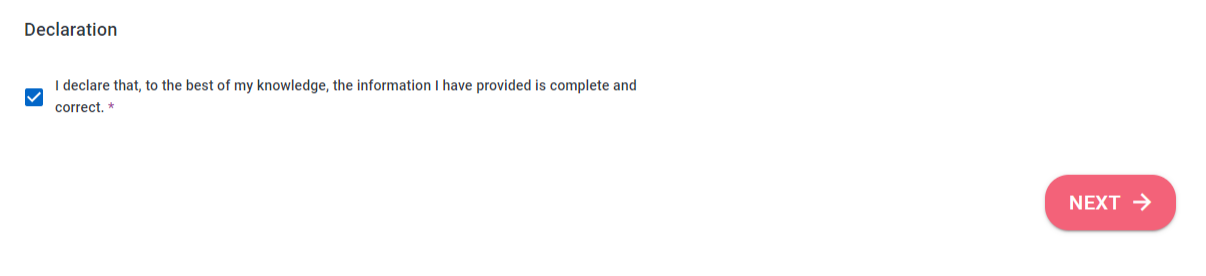 Declaration
I declare that, to the best of my knowledge, the information I have provided is complete and
correct. *
NEXT →